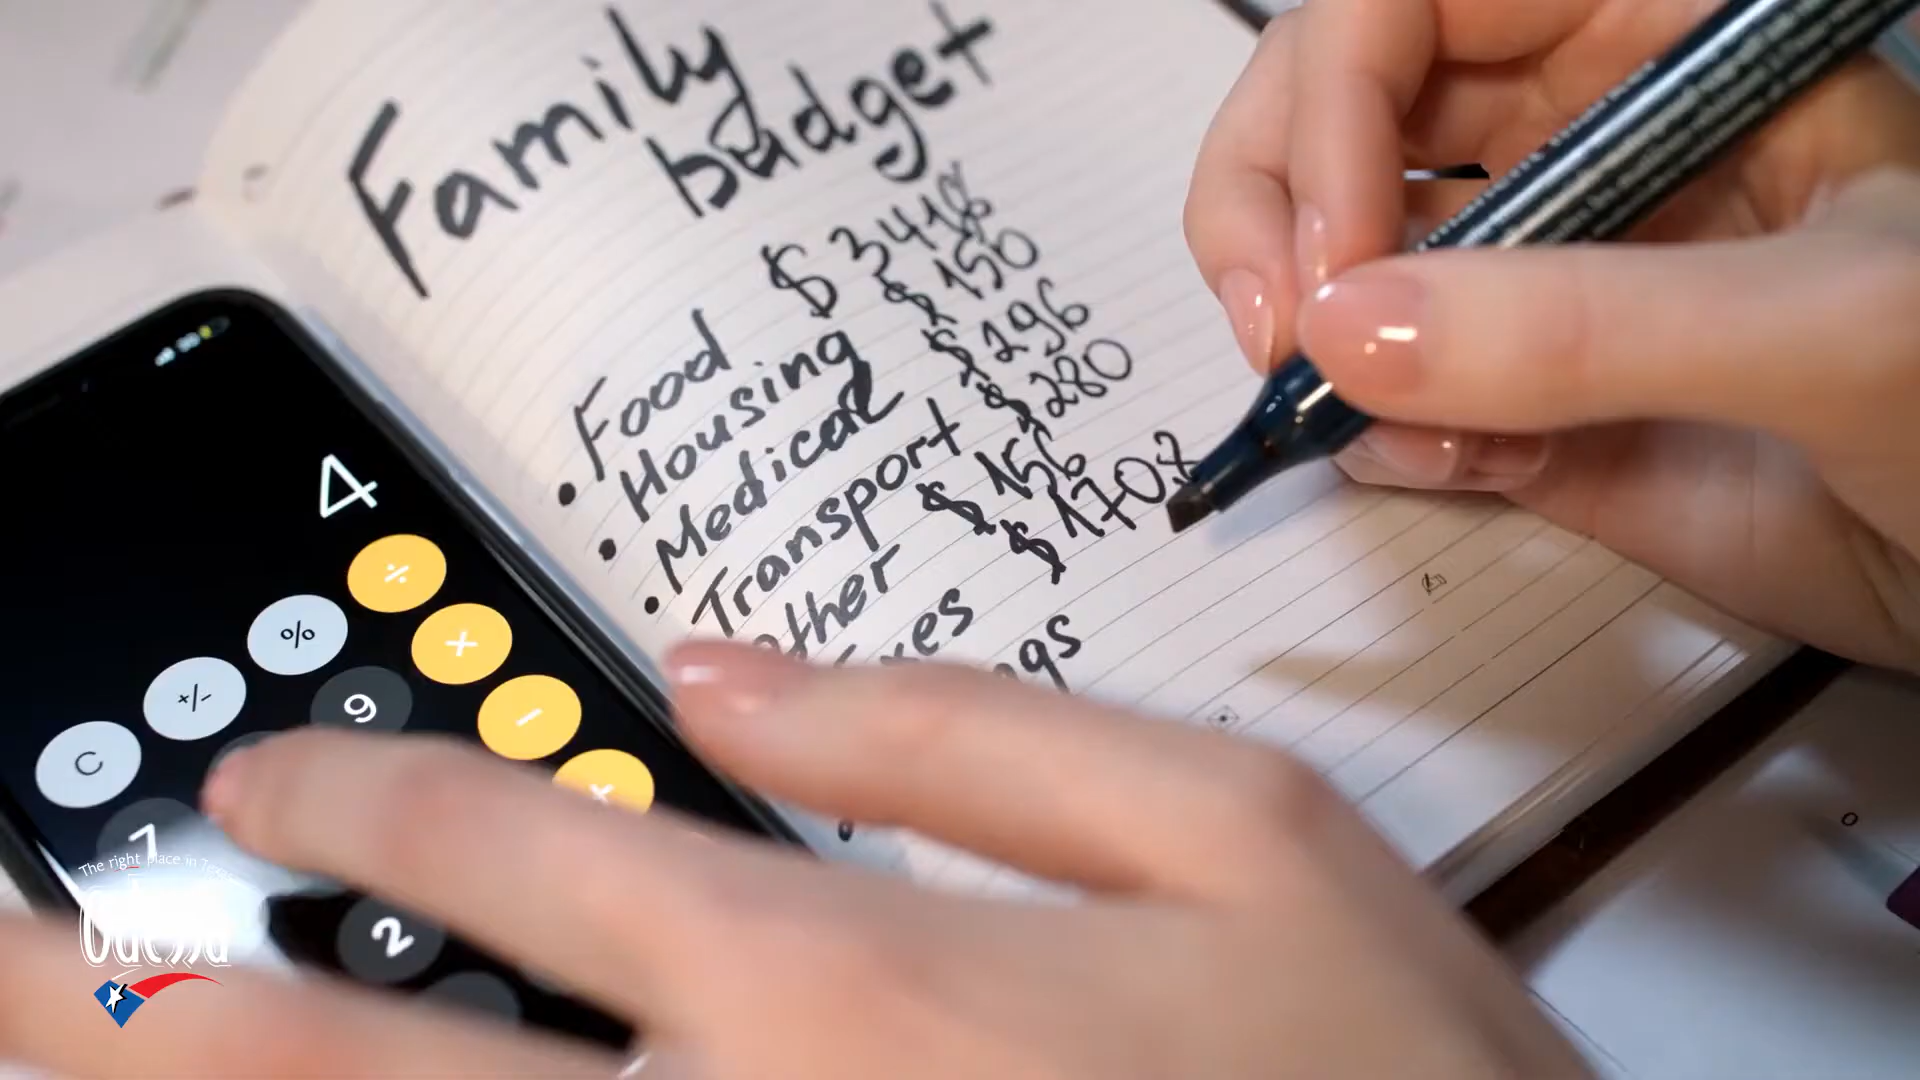 Family
budget
Food $ 3418
Housing $ 150
Medical $ 296
Transport $ 280
other $ 156
$ 1708
4
÷
%
×
+/-
9
−
C
7
+
2
The right place in Texas
Odessa